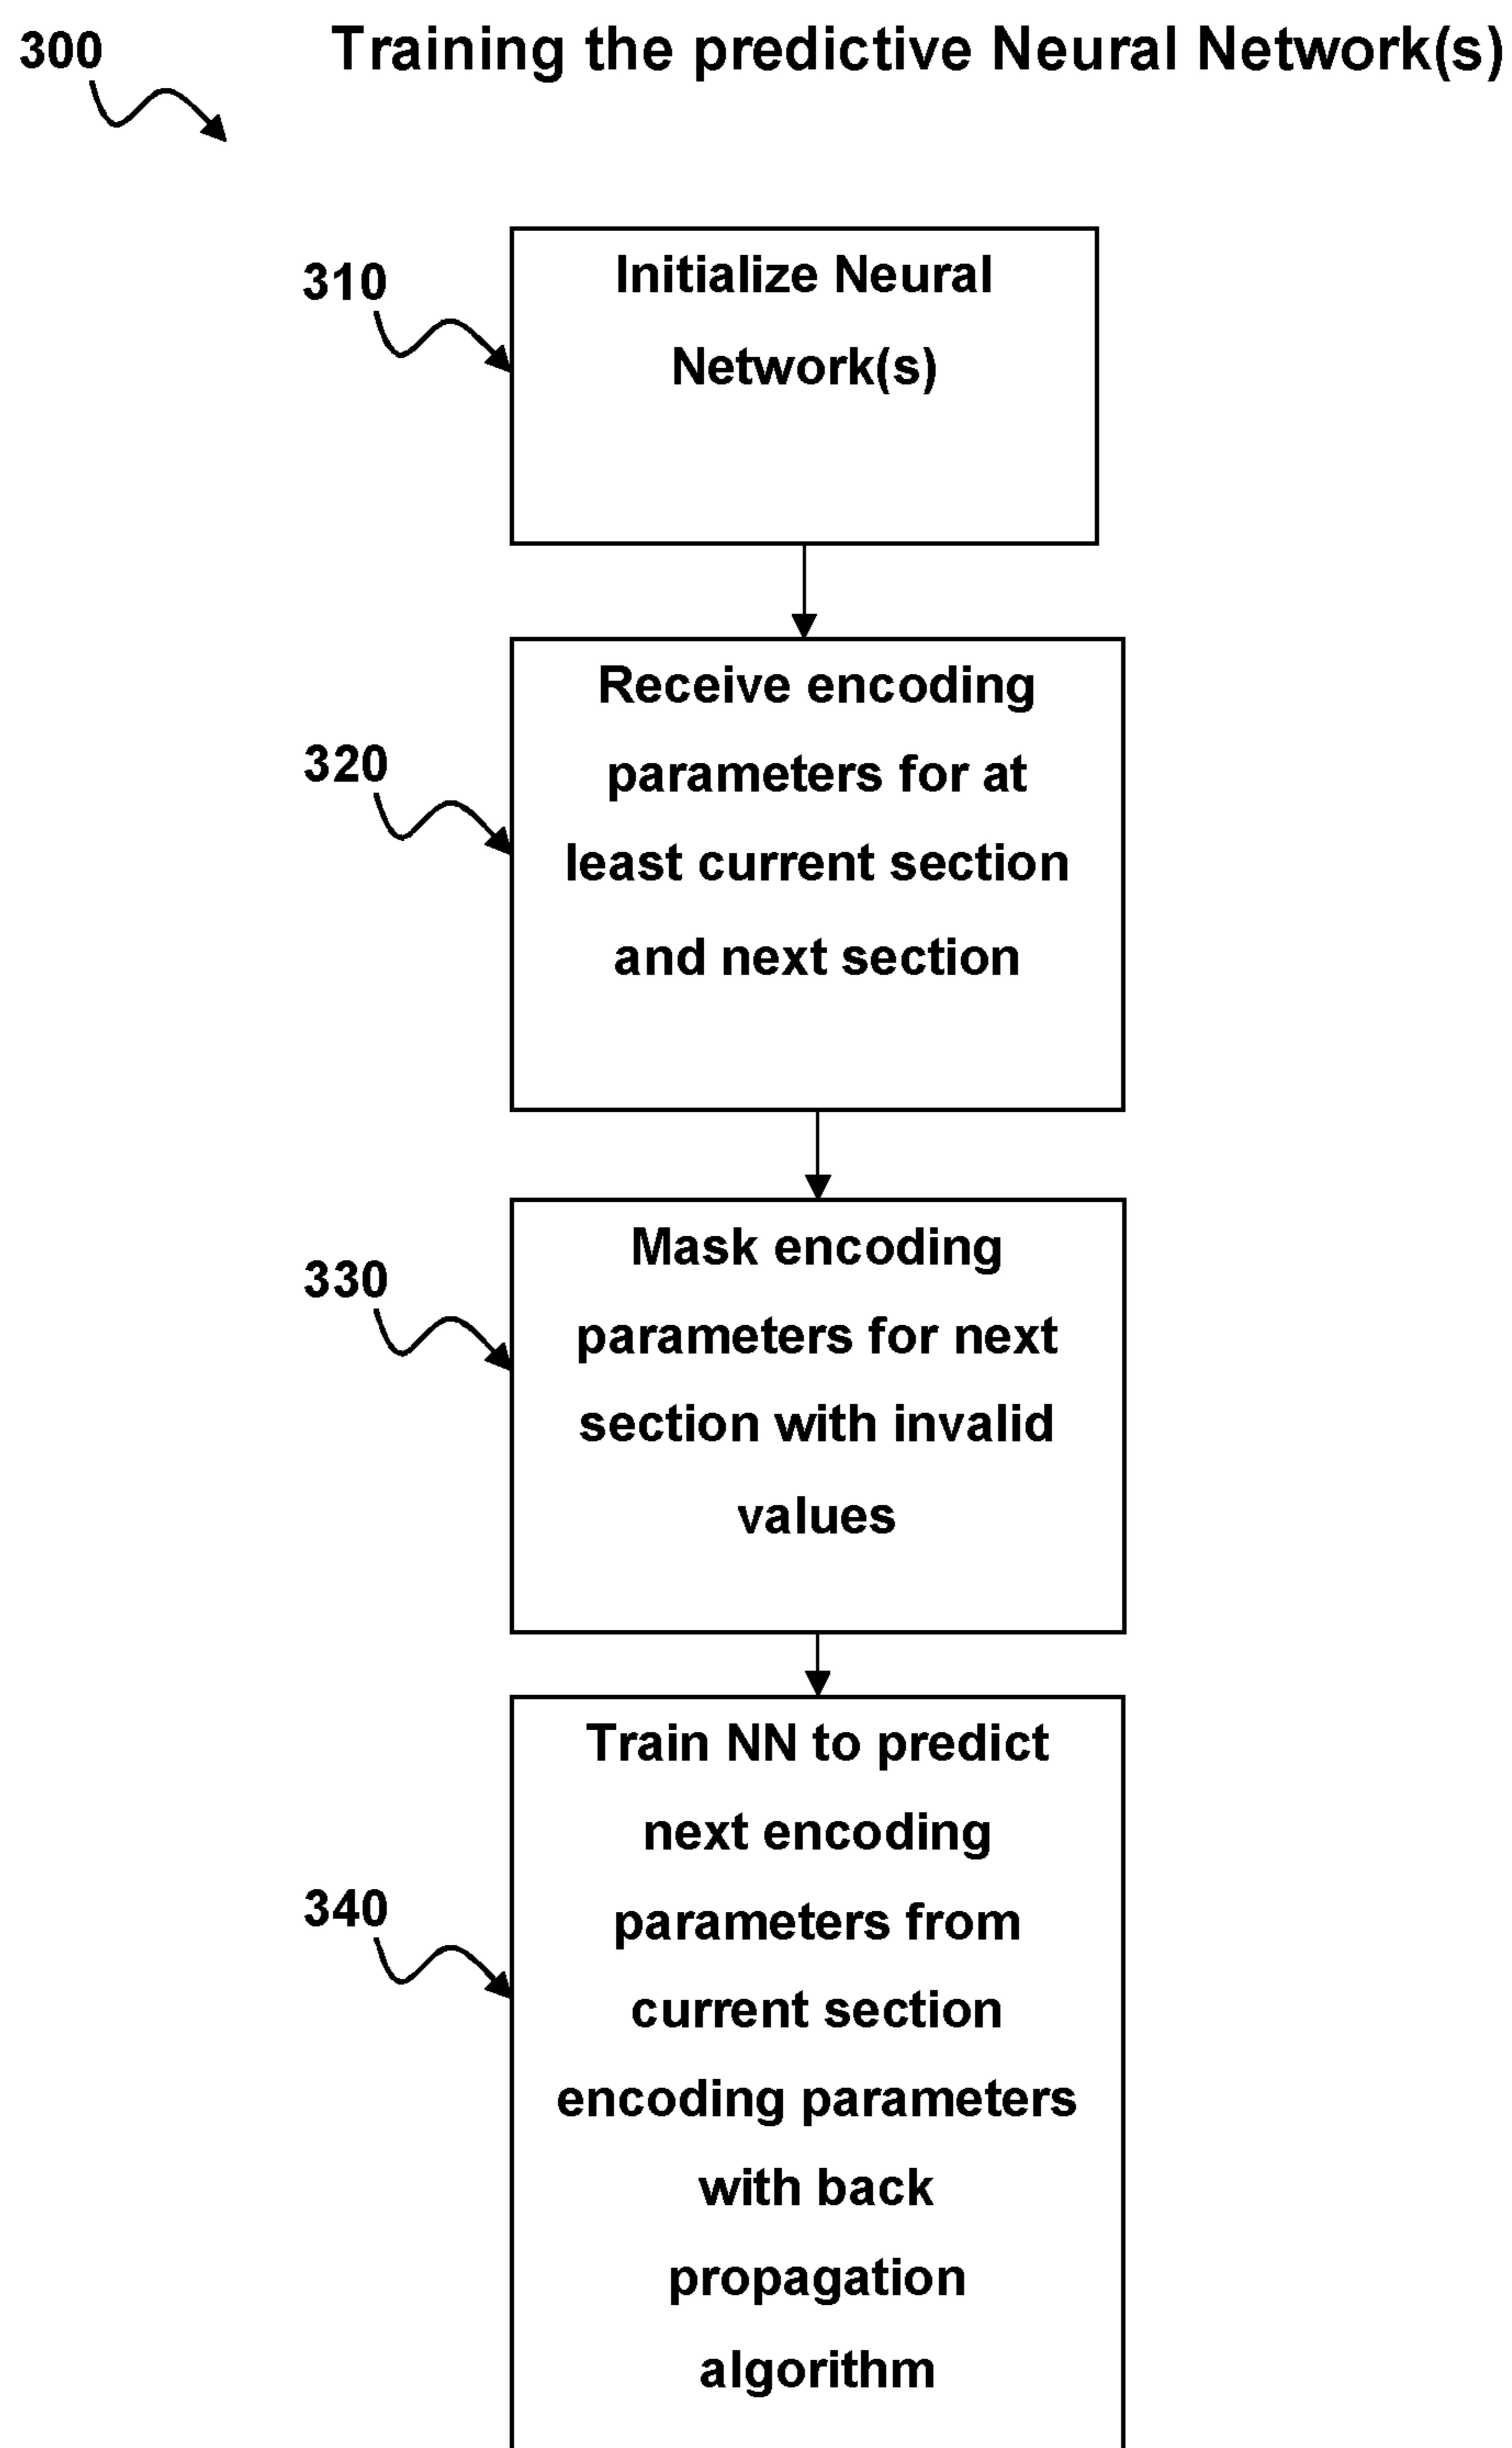 300
Training the predictive Neural Network(s)
310
Initialize Neural
Network(s)
320
Receive encoding
parameters for at
least current section
and next section
330
Mask encoding
parameters for next
section with invalid
values
340
Train NN to predict
next encoding
parameters from
current section
encoding parameters
with back
propagation
algorithm